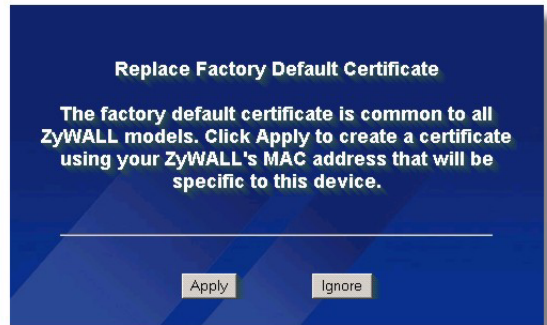 Replace Factory Default Certificate
The factory default certificate is common to all
ZyWALL models. Click Apply to create a certificate
using your ZyWALL's MAC address that will be
specific to this device.
Apply Ignore